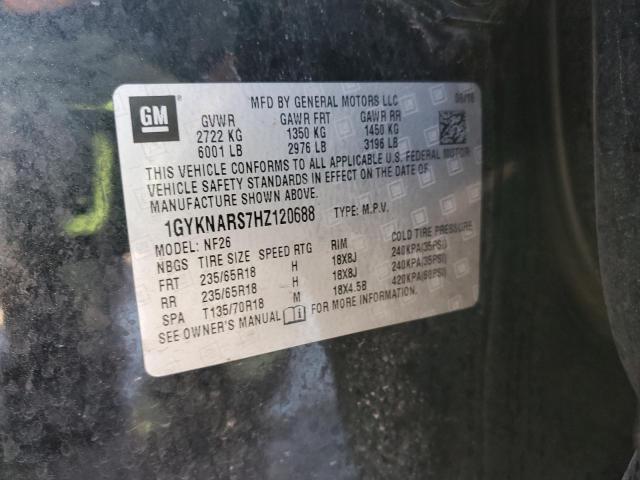 GM
MFD BY GENERAL MOTORS LLC 08/16
GVWR GAWR FRT GAWR RR
2722 KG 1350 KG 1450 KG
6001 LB 2976 LB 3196 LB
THIS VEHICLE CONFORMS TO ALL APPLICABLE U.S. FEDERAL MOTOR
VEHICLE SAFETY STANDARDS IN EFFECT ON THE DATE OF
MANUFACTURE SHOWN ABOVE.
1GYKNARS7HZ120688 TYPE: M.P.V.
MODEL: NF26
NBGS TIRE SIZE SPEED RTG RIM COLD TIRE PRESSURE
FRT 235/65R18 H 18X8J 240KPA(35PSI)
RR 235/65R18 H 18X8J 240KPA(35PSI)
SPA T135/70R18 M 18X4.5B 420KPA(60PSI)
SEE OWNER'S MANUAL FOR MORE INFORMATION.